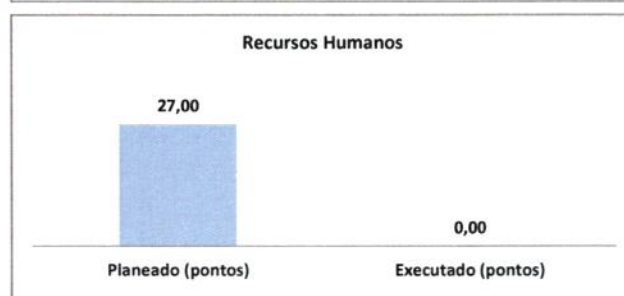 Recursos Humanos
27,00
0,00
Planeado (pontos)
Executado (pontos)